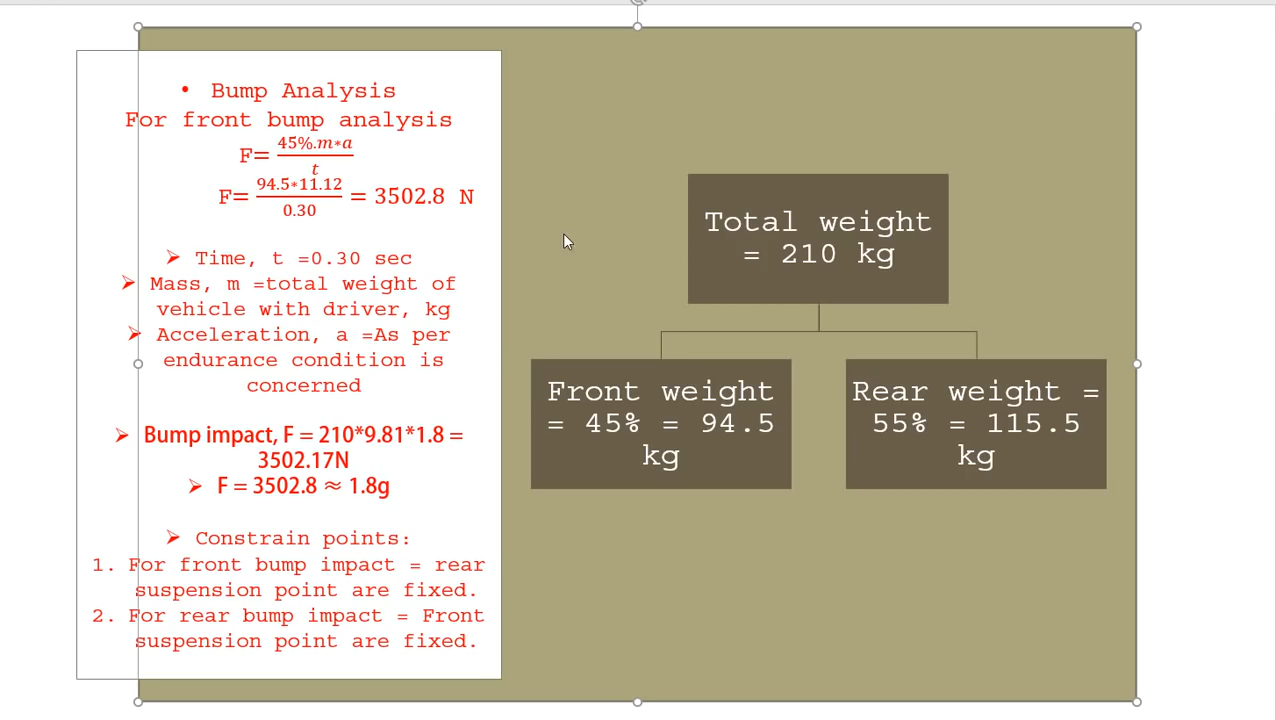 • Bump Analysis
For front bump analysis
F= 45%.m∗a / t
F= 94.5∗11.12 / 0.30 = 3502.8 N
➢ Time, t =0.30 sec
➢ Mass, m =total weight of
vehicle with driver, kg
➢ Acceleration, a =As per
endurance condition is
concerned
➢ Bump impact, F = 210*9.81*1.8 =
3502.17N
➢ F = 3502.8 ≈ 1.8g
➢ Constrain points:
1. For front bump impact = rear
suspension point are fixed.
2. For rear bump impact = Front
suspension point are fixed.
Total weight
= 210 kg
Front weight
= 45% = 94.5
kg
Rear weight =
55% = 115.5
kg